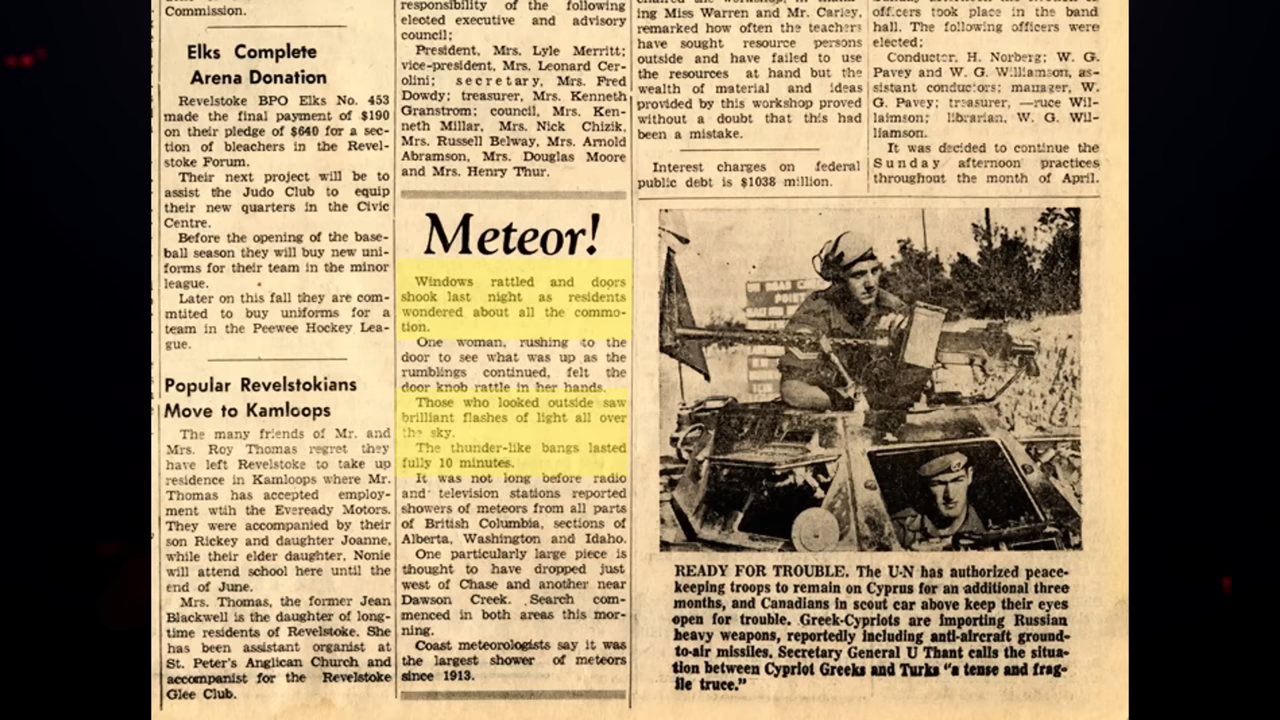 Commission.
Elks Complete
Arena Donation
Revelstoke BPO Elks No. 453
made the final payment of $190
on their pledge of $640 for a sec-
tion of bleachers in the Revel-
stoke Forum.
Their next project will be to
assist the Judo Club to equip
their new quarters in the Civic
Centre.
Before the opening of the base-
ball season they will buy new uni-
forms for their team in the minor
league.
Later on this fall they are com-
mtited to buy uniforms for a
team in the Peewee Hockey Lea-
gue.
Popular Revelstokians
Move to Kamloops
The many friends of Mr. and
Mrs. Roy Thomas regret they
have left Revelstoke to take up
residence in Kamloops where Mr.
Thomas has accepted employ-
ment wtih the Eveready Motors.
They were accompanied by their
son Rickey and daughter Joanne,
while their elder daughter, Nonie
will attend school here until the
end of June.
Mrs. Thomas, the former Jean
Blackwell is the daughter of long-
time residents of Revelstoke. She
has been assistant organist at
St. Peter's Anglican Church and
accompanist for the Revelstoke
Glee Club.
responsibility of the following
elected executive and advisory
council;
President, Mrs. Lyle Merritt;
vice-president, Mrs. Leonard Cer-
olini; secretary, Mrs. Fred
Dowdy; treasurer, Mrs. Kenneth
Granstrom; council, Mrs. Ken-
neth Millar, Mrs. Nick Chizik,
Mrs. Russell Belway, Mrs. Arnold
Abramson, Mrs. Douglas Moore
and Mrs. Henry Thur.
Meteor!
Windows rattled and doors
shook last night as residents
wondered about all the commo-
tion.
One woman, rushing to the
door to see what was up as the
rumblings continued, felt the
door knob rattle in her hands.
Those who looked outside saw
brilliant flashes of light all over
the sky.
The thunder-like bangs lasted
fully 10 minutes.
It was not long before radio
and television stations reported
showers of meteors from all parts
of British Columbia, sections of
Alberta, Washington and Idaho.
One particularly large piece is
thought to have dropped just
west of Chase and another near
Dawson Creek. Search com-
menced in both areas this mor-
ning.
Coast meteorologists say it was
the largest shower of meteors
since 1913.
ing Miss Warren and Mr. Carley,
remarked how often the teachers
have sought resource persons
outside and have failed to use
the resources at hand but the
wealth of material and ideas
provided by this workshop proved
without a doubt that this had
been a mistake.
Interest charges on federal
public debt is $1038 million.
officers took place in the band
hall. The following officers were
elected;
Conductor, H. Norberg; W. G.
Pavey and W. G. Williamson, as-
sistant conductors; manager, W.
G. Pavey; treasurer, —ruce Wil-
laimson; librarian, W. G. Wil-
liamson.
It was decided to continue the
Sunday afternoon practices
throughout the month of April.
READY FOR TROUBLE. The U-N has authorized peace-
keeping troops to remain on Cyprus for an additional three
months, and Canadians in scout car above keep their eyes
open for trouble. Greek-Cypriots are importing Russian
heavy weapons, reportedly including anti-aircraft ground-
to-air missiles. Secretary General U Thant calls the situa-
tion between Cypriot Greeks and Turks "a tense and frag-
ile truce."